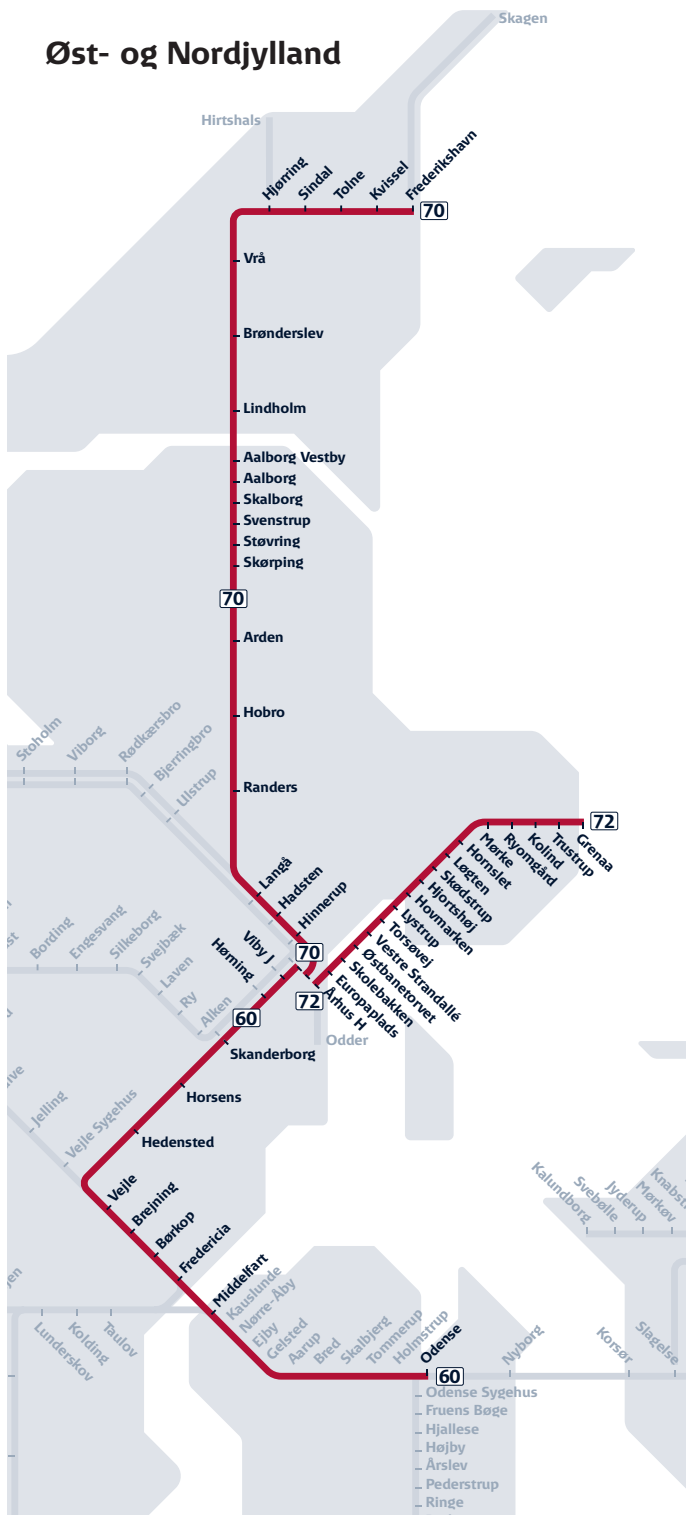 Øst- og Nordjylland
Skagen
Hirtshals
Hjørring
Sindal
Tolne
Kvissel
Frederikshavn
70
Vrå
Brønderslev
Lindholm
Aalborg Vestby
Aalborg
Skalborg
Svenstrup
Støvring
Skørping
70
Arden
Hobro
Randers
Stoholm
Viborg
Rødkærsbro
Bjerringbro
Ulstrup
Langå
Hadsten
Hinnerup
70
72
Grenaa
Trustrup
Kolind
Ryomgård
Mørke
Hornslet
Løgten
Skødstrup
Hjortshøj
Hovmarken
Lystrup
Torsøvej
Vestre Strandallé
Østbanetorvet
Skolebakken
Europaplads
Århus H
72
Odder
Bording
Engesvang
Silkeborg
Svejbæk
Laven
Ry
Alken
Viby J
Hørning
60
Skanderborg
Horsens
Hedensted
Jelling
Vejle Sygehus
Vejle
Brejning
Børkop
Fredericia
Middelfart
Kauslunde
Nørre-Åby
Ejby
Gelsted
Aarup
Bred
Skalbjerg
Tommerup
Holmstrup
Odense
60
Lunderskov
Kolding
Taulov
Nyborg
Korsør
Slagelse
Kalundborg
Svebølle
Jyderup
Mørkøv
Knabst
Odense Sygehus
Fruens Bøge
Hjallese
Højby
Årslev
Pederstrup
Ringe